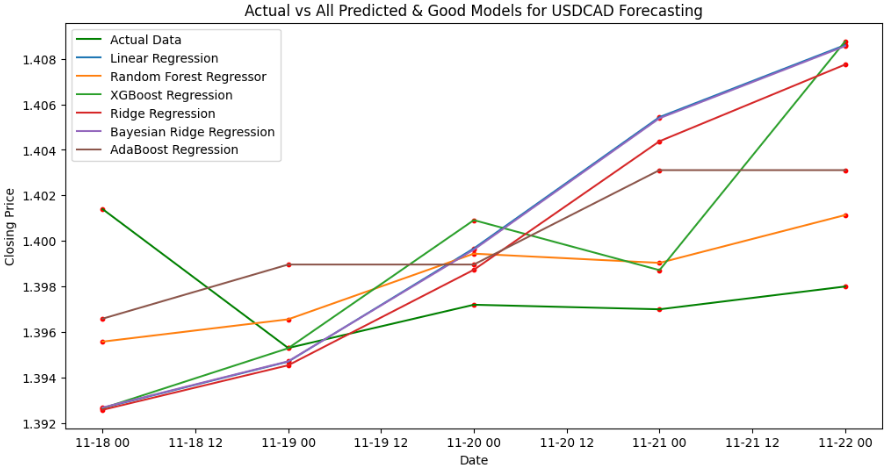 Actual vs All Predicted & Good Models for USDCAD Forecasting
Actual Data
Linear Regression
Random Forest Regressor
XGBoost Regression
Ridge Regression
Bayesian Ridge Regression
AdaBoost Regression
Closing Price
1.408
1.406
1.404
1.402
1.400
1.398
1.396
1.394
1.392
11-18 00
11-18 12
11-19 00
11-19 12
11-20 00
11-20 12
11-21 00
11-21 12
11-22 00
Date